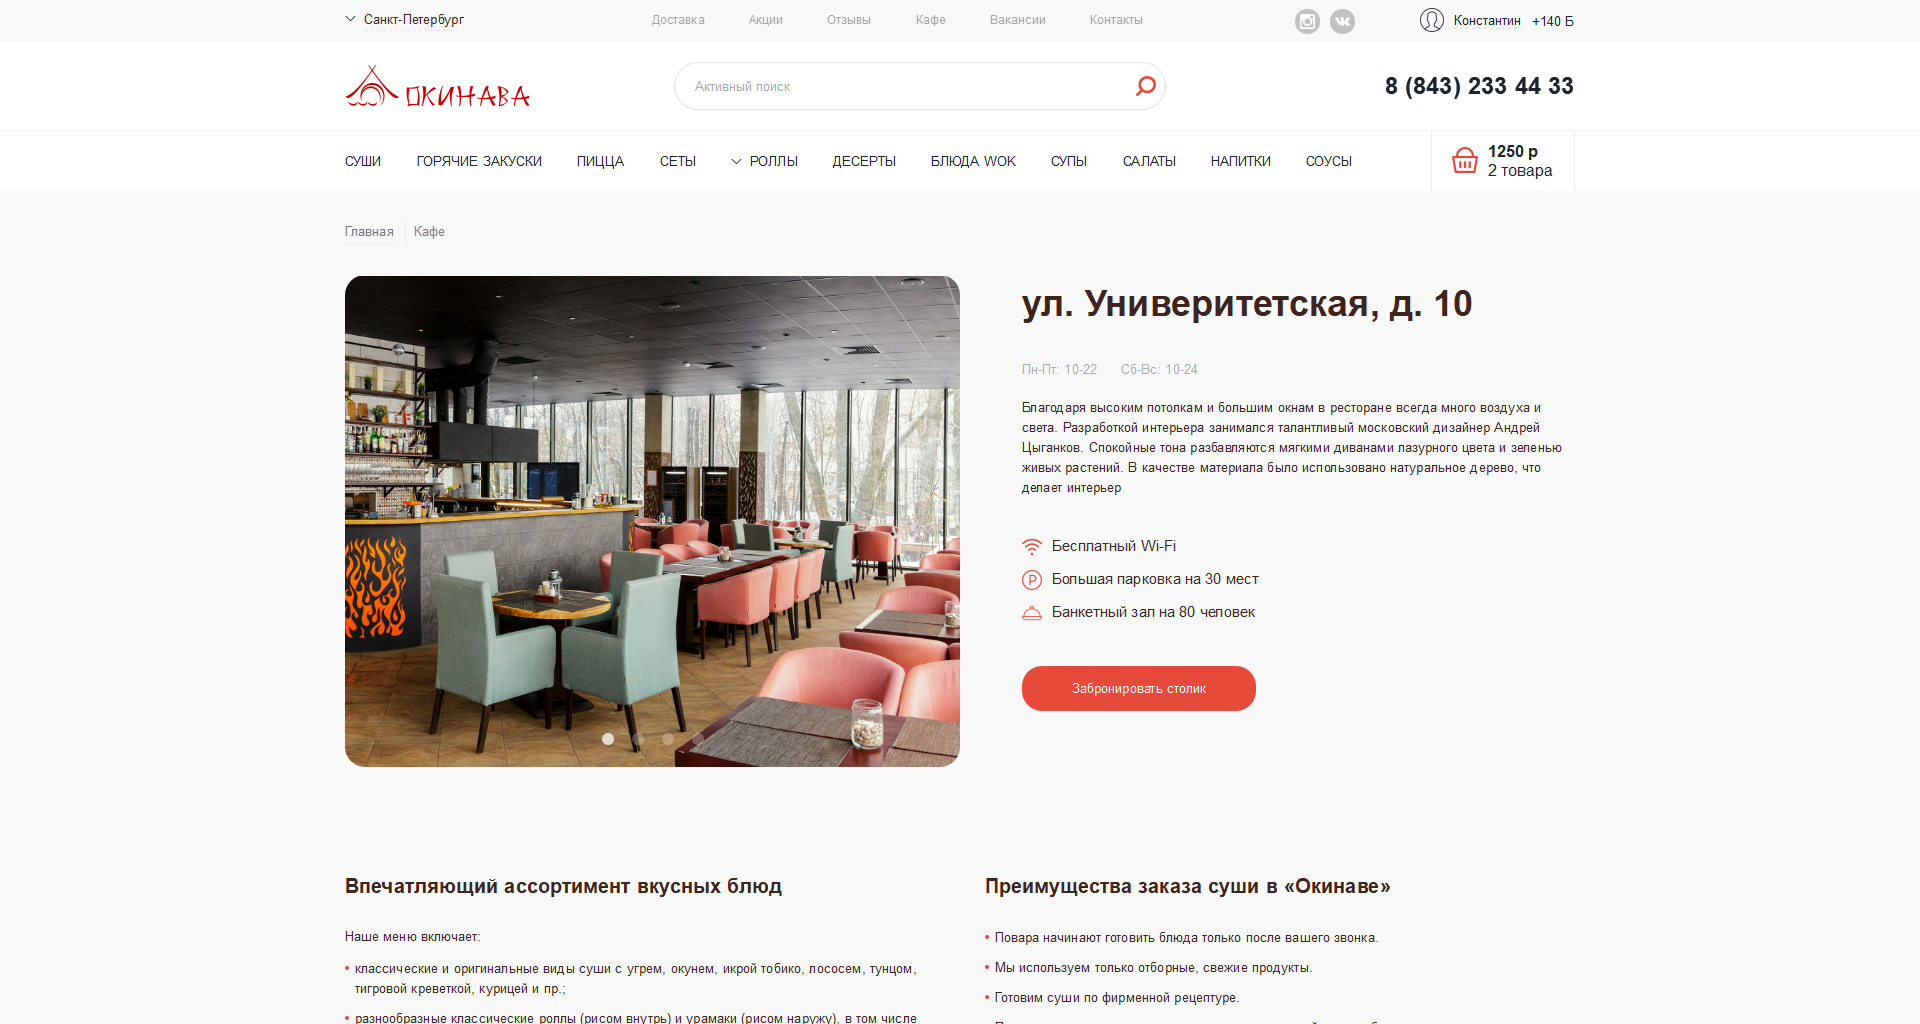 Санкт-Петербург
Доставка Акции Отзывы Кафе Вакансии Контакты
Константин +140 Б
ОКИНАВА
Активный поиск
8 (843) 233 44 33
СУШИ ГОРЯЧИЕ ЗАКУСКИ ПИЦЦА СЕТЫ РОЛЛЫ ДЕСЕРТЫ БЛЮДА WOK СУПЫ САЛАТЫ НАПИТКИ СОУСЫ
1250 р
2 товара
Главная Кафе
ул. Универитетская, д. 10
Пн-Пт: 10-22 Сб-Вс: 10-24
Благодаря высоким потолкам и большим окнам в ресторане всегда много воздуха и
света. Разработкой интерьера занимался талантливый московский дизайнер Андрей
Цыганков. Спокойные тона разбавляются мягкими диванами лазурного цвета и зеленью
живых растений. В качестве материала было использовано натуральное дерево, что
делает интерьер
Бесплатный Wi-Fi
Большая парковка на 30 мест
Банкетный зал на 80 человек
Забронировать столик
Впечатляющий ассортимент вкусных блюд
Наше меню включает:
классические и оригинальные виды суши с угрем, окунем, икрой тобико, лососем, тунцом,
тигровой креветкой, курицей и пр.;
разнообразные классические роллы (рисом внутрь) и урамаки (рисом наружу), в том числе
Преимущества заказа суши в «Окинаве»
Повара начинают готовить блюда только после вашего звонка.
Мы используем только отборные, свежие продукты.
Готовим суши по фирменной рецептуре.